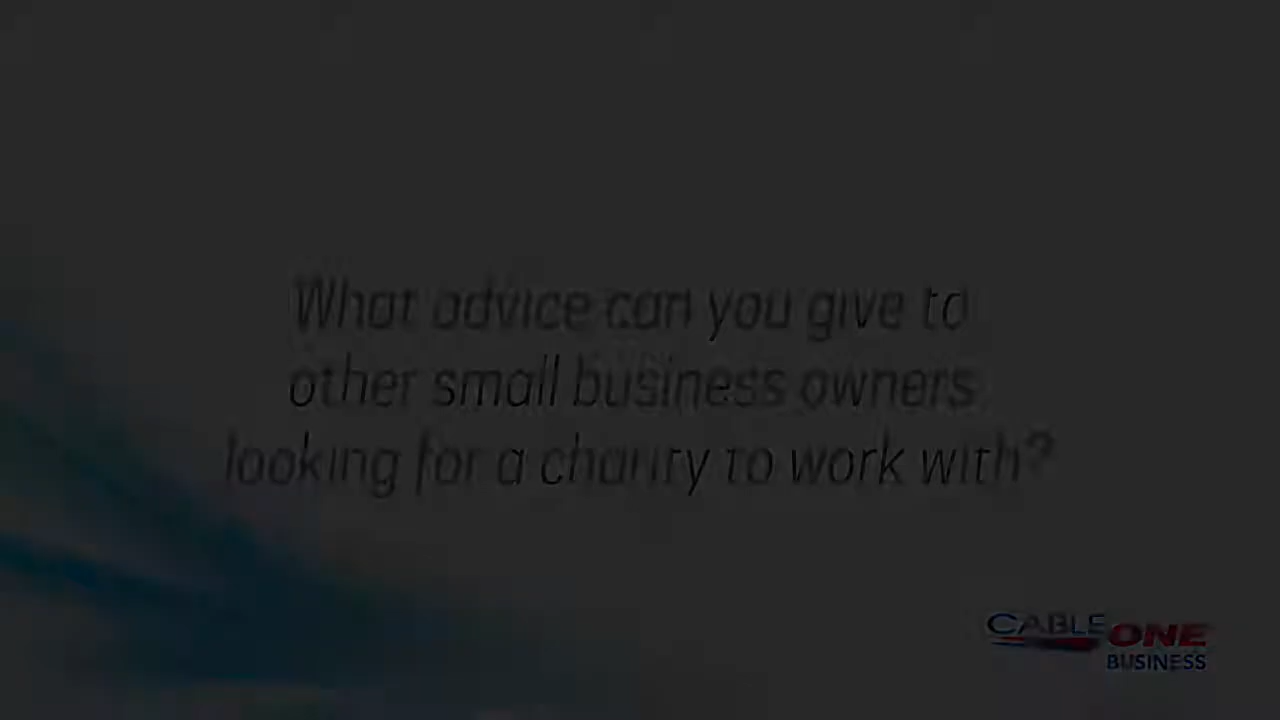 What advice can you give to
other small business owners
looking for a charity to work with?
CABLE ONE
BUSINESS